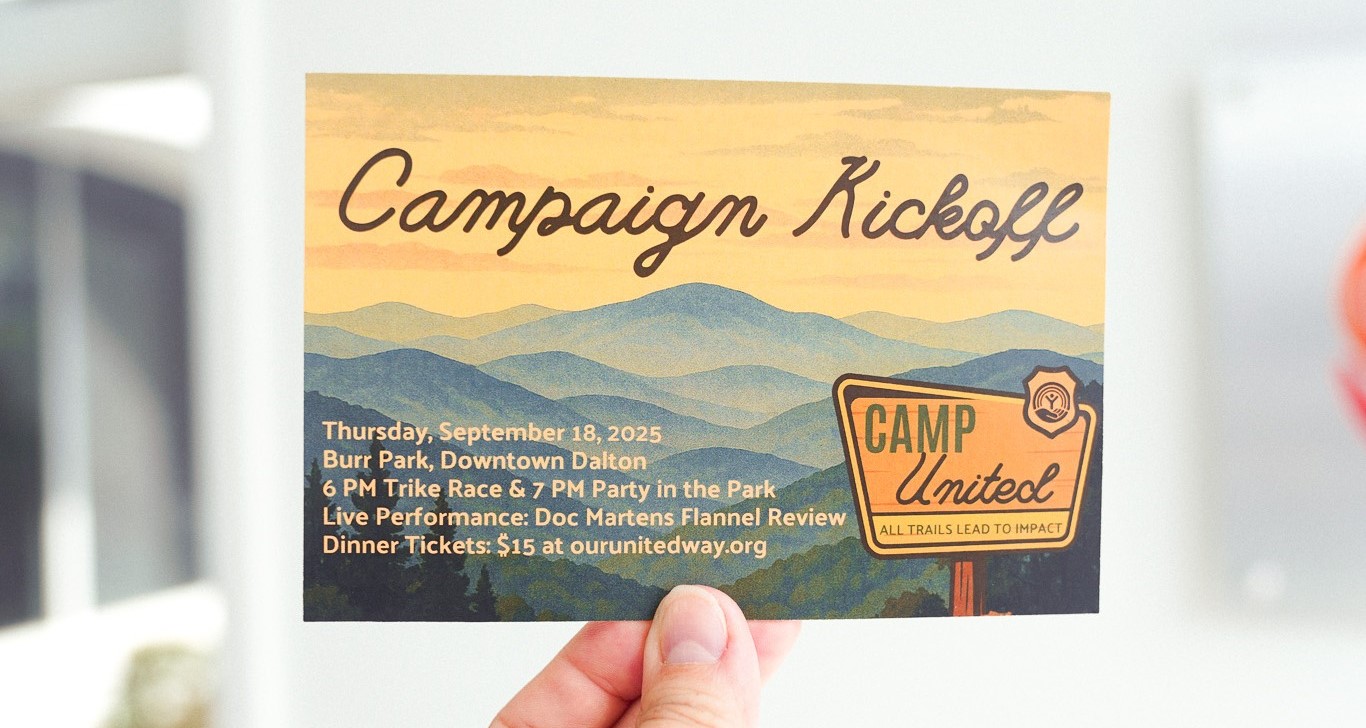 Campaign Kickoff
Thursday, September 18, 2025
Burr Park, Downtown Dalton
6 PM Trike Race & 7 PM Party in the Park
Live Performance: Doc Martens Flannel Review
Dinner Tickets: $15 at ourunitedway.org
CAMP
United
ALL TRAILS LEAD TO IMPACT